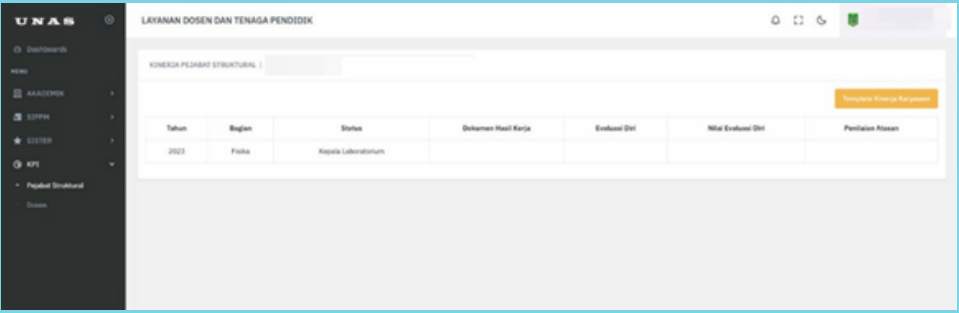 UNAS
LAYANAN DOSEN DAN TENAGA PENDIDIK
Dashboards
MENU
AKADEMIK
SIPPM
SISTER
KPI
Pejabat Struktural
Dosen
KINERJA PEJABAT STRUKTURAL |
Template Kinerja Karyawan
Tahun Bagian Status Dokumen Hasil Kerja Evaluasi Diri Nilai Evaluasi Diri Penilaian Atasan
2023 Fisika Kepala Laboratorium